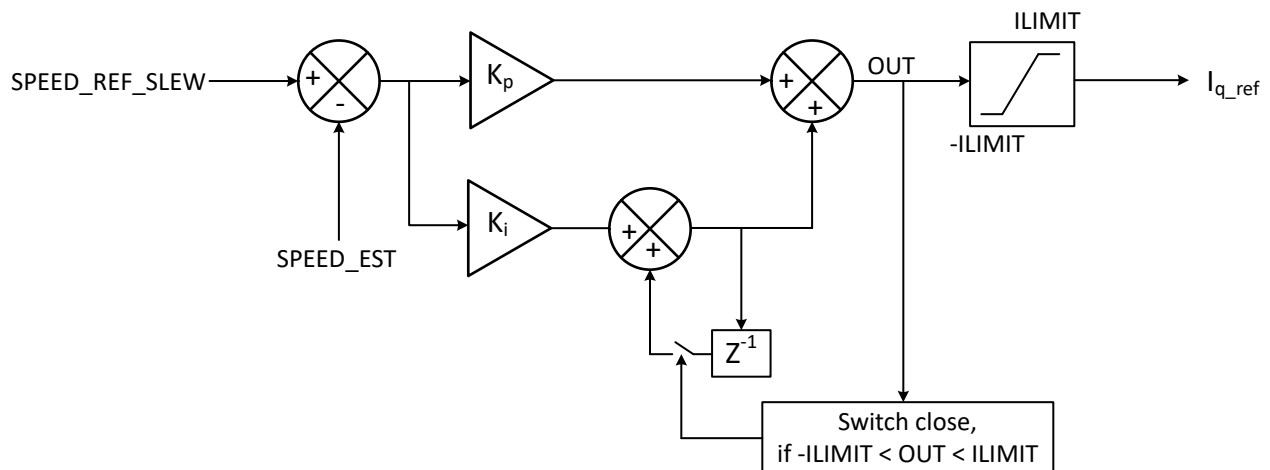 ILIMIT
SPEED_REF_SLEW
+
-
Kp
+
+
OUT
Iq_ref
-ILIMIT
SPEED_EST
Ki
+
+
Z-1
Switch close,
if -ILIMIT < OUT < ILIMIT